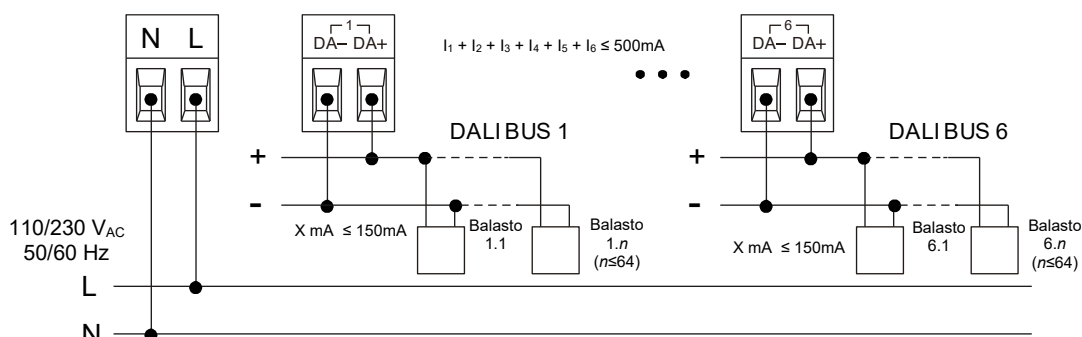 N L
1
DA– DA+
I₁ + I₂ + I₃ + I₄ + I₅ + I₆ ≤ 500mA
• • •
6
DA– DA+
DALI BUS 1
DALI BUS 6
+
-
+
-
X mA ≤ 150mA
Balasto
1.1
Balasto
1.n
(n≤64)
X mA ≤ 150mA
Balasto
6.1
Balasto
6.n
(n≤64)
110/230 VAC
50/60 Hz
L
N